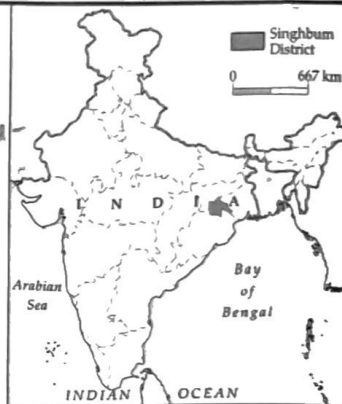 Singhbum
District
0 667 km
I N D I A
Arabian
Sea
Bay
of
Bengal
INDIAN OCEAN